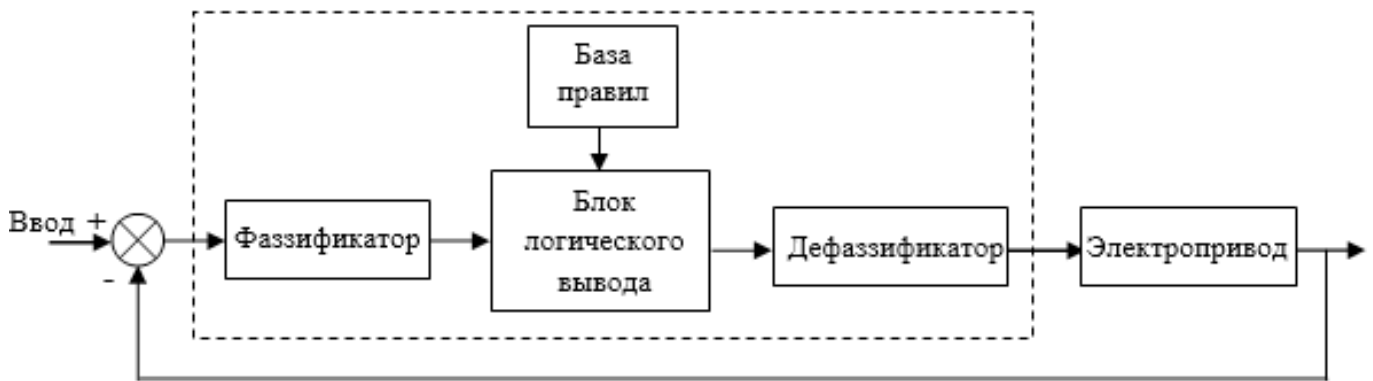 База
правил
Ввод +
-
Фаззификатор
Блок
логического
вывода
Дефаззификатор
Электропривод